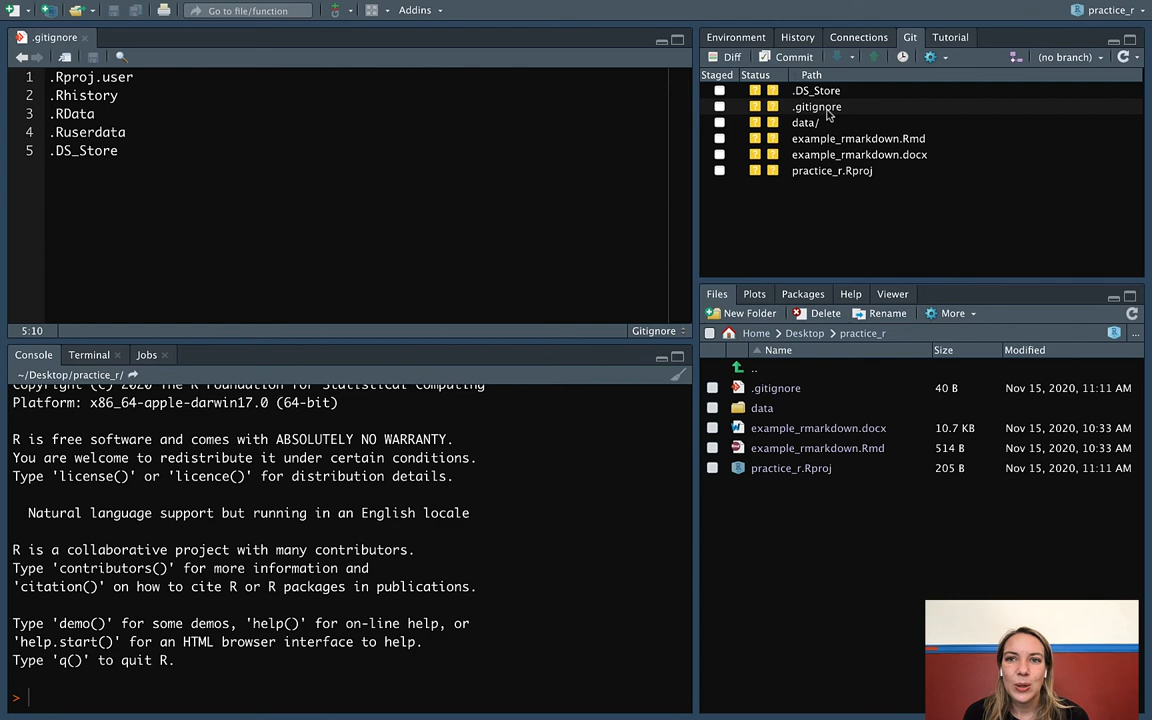 Go to file/function
Addins
practice_r
.gitignore
1 .Rproj.user
2 .Rhistory
3 .RData
4 .Ruserdata
5 .DS_Store
5:10
Gitignore
Console Terminal Jobs
~/Desktop/practice_r/
Copyright (C) 2020 The R Foundation for Statistical Computing
Platform: x86_64-apple-darwin17.0 (64-bit)
R is free software and comes with ABSOLUTELY NO WARRANTY.
You are welcome to redistribute it under certain conditions.
Type 'license()' or 'licence()' for distribution details.
Natural language support but running in an English locale
R is a collaborative project with many contributors.
Type 'contributors()' for more information and
'citation()' on how to cite R or R packages in publications.
Type 'demo()' for some demos, 'help()' for on-line help, or
'help.start()' for an HTML browser interface to help.
Type 'q()' to quit R.
>
Environment History Connections Git Tutorial
Diff Commit (no branch)
Staged Status Path
? ? .DS_Store
? ? .gitignore
? ? data/
? ? example_rmarkdown.Rmd
? ? example_rmarkdown.docx
? ? practice_r.Rproj
Files Plots Packages Help Viewer
New Folder Delete Rename More
Home Desktop practice_r ...
Name Size Modified
..
.gitignore 40 B Nov 15, 2020, 11:11 AM
data
example_rmarkdown.docx 10.7 KB Nov 15, 2020, 10:33 AM
example_rmarkdown.Rmd 514 B Nov 15, 2020, 10:33 AM
practice_r.Rproj 205 B Nov 15, 2020, 11:11 AM